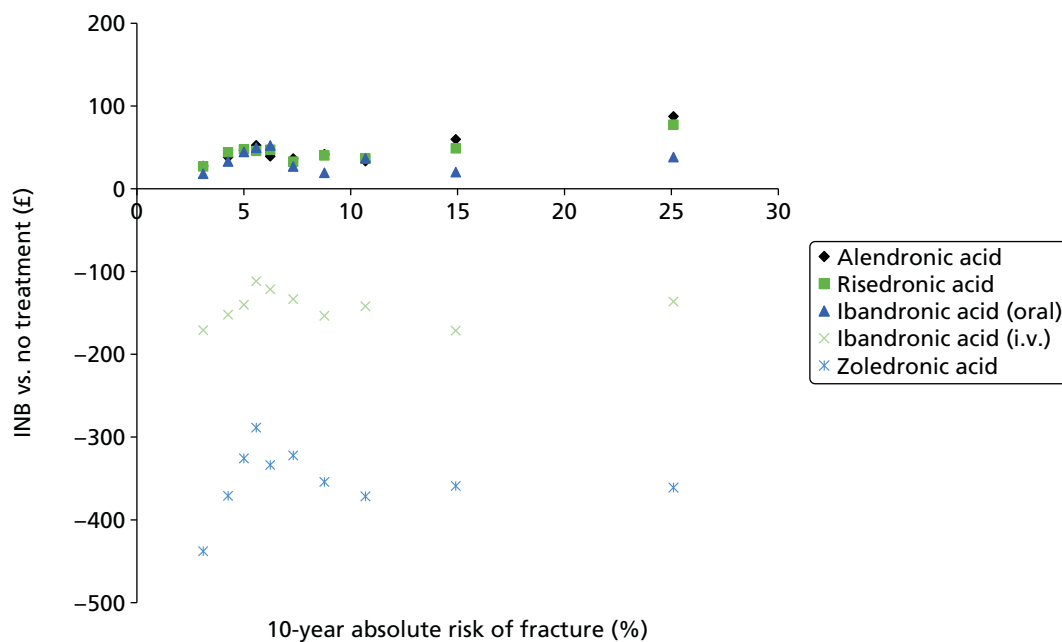 200
100
0
−100
−200
−300
−400
−500
INB vs. no treatment (£)
0 5 10 15 20 25 30
10-year absolute risk of fracture (%)
Alendronic acid
Risedronic acid
Ibandronic acid (oral)
Ibandronic acid (i.v.)
Zoledronic acid